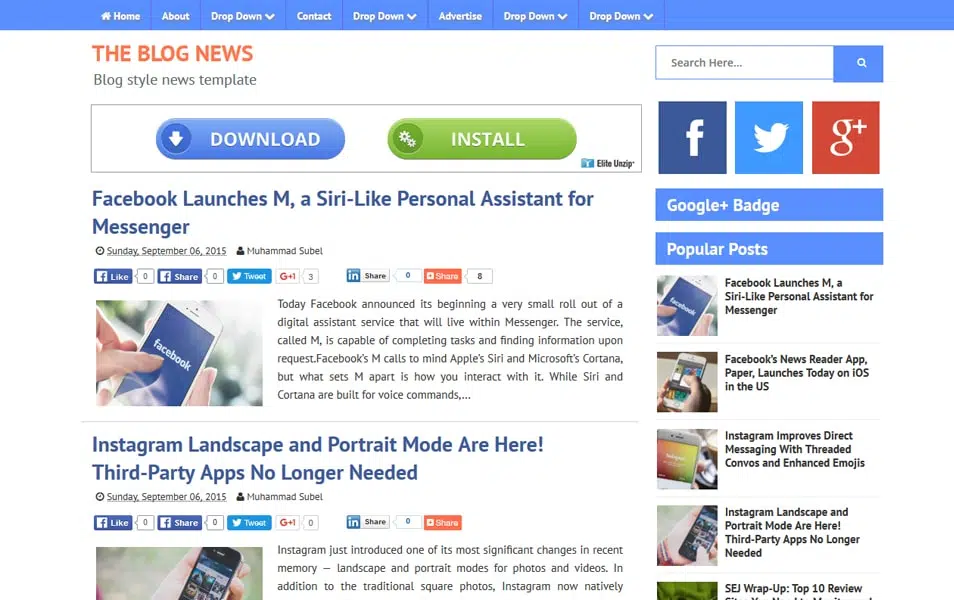 Home About Drop Down Contact Drop Down Advertise Drop Down Drop Down
THE BLOG NEWS
Blog style news template
Search Here...
DOWNLOAD INSTALL
Elite Unzip
f g+
Facebook Launches M, a Siri-Like Personal Assistant for
Messenger
Sunday, September 06, 2015 Muhammad Subel
Like 0 Share 0 Tweet G+1 3 in Share 0 Share 8
facebook
Today Facebook announced its beginning a very small roll out of a
digital assistant service that will live within Messenger. The service,
called M, is capable of completing tasks and finding information upon
request.Facebook's M calls to mind Apple's Siri and Microsoft's Cortana,
but what sets M apart is how you interact with it. While Siri and
Cortana are built for voice commands,...
Instagram Landscape and Portrait Mode Are Here!
Third-Party Apps No Longer Needed
Sunday, September 06, 2015 Muhammad Subel
Like 0 Share 0 Tweet G+1 0 in Share 0 Share
Instagram just introduced one of its most significant changes in recent
memory — landscape and portrait modes for photos and videos. In
addition to the traditional square photos, Instagram now natively
Google+ Badge
Popular Posts
facebook
Facebook Launches M, a
Siri-Like Personal Assistant for
Messenger
Facebook's News Reader App,
Paper, Launches Today on iOS
in the US
Instagram Improves Direct
Messaging With Threaded
Convos and Enhanced Emojis
Instagram Landscape and
Portrait Mode Are Here!
Third-Party Apps No Longer
Needed
SEJ Wrap-Up: Top 10 Review